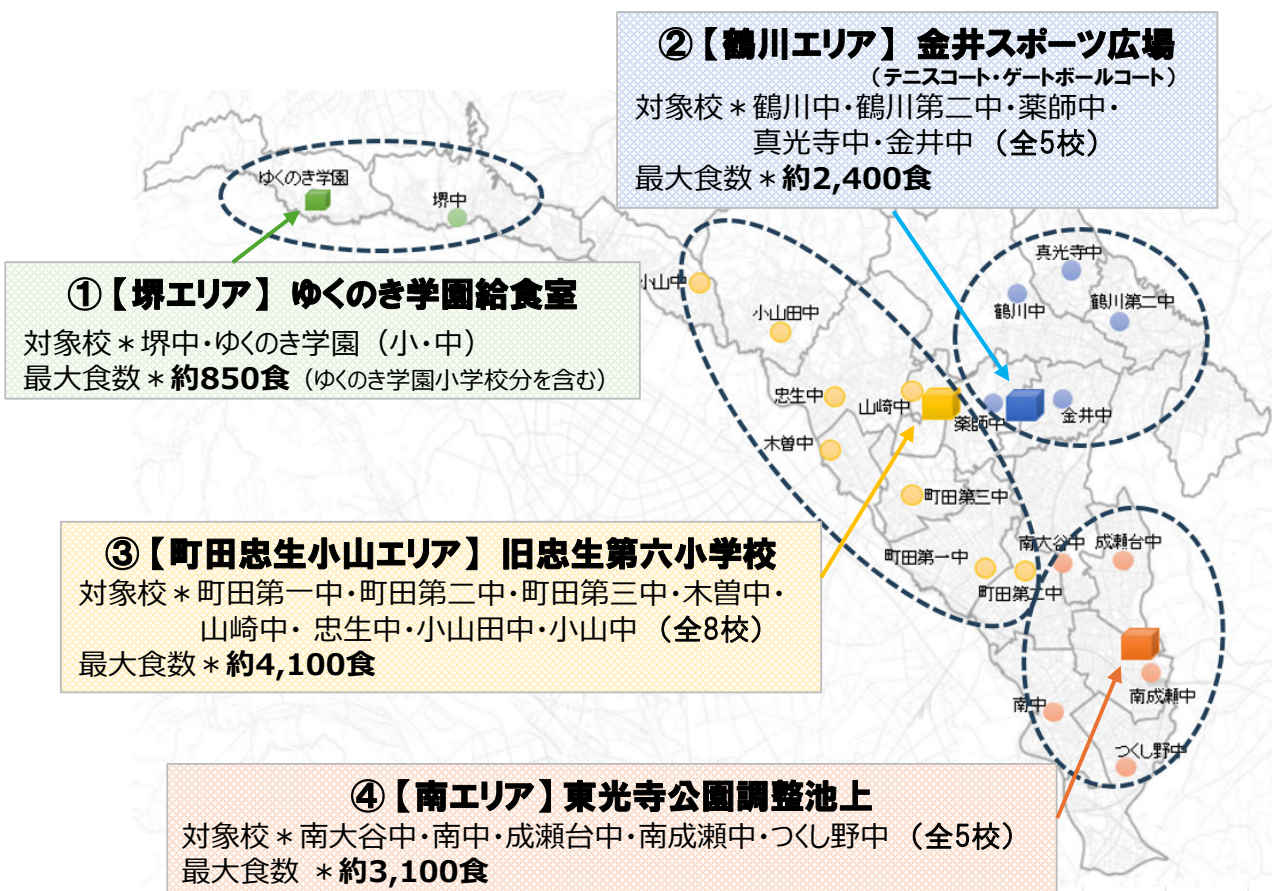 ②【鶴川エリア】 金井スポーツ広場
（テニスコート・ゲートボールコート）
対象校＊鶴川中・鶴川第二中・薬師中・
真光寺中・金井中 （全5校）
最大食数＊約2,400食
ゆくのき学園
堺中
①【堺エリア】 ゆくのき学園給食室
対象校＊堺中・ゆくのき学園（小・中）
最大食数＊約850食（ゆくのき学園小学校分を含む）
真光寺中
鶴川中
鶴川第二中
小山中
小山田中
忠生中
山崎中
薬師中
金井中
木曽中
町田第三中
③【町田忠生小山エリア】 旧忠生第六小学校
対象校＊町田第一中・町田第二中・町田第三中・木曽中・
山崎中・ 忠生中・小山田中・小山中 （全8校）
最大食数＊約4,100食
町田第一中
町田第二中
南大谷中
成瀬台中
南成瀬中
南中
つくし野中
④【南エリア】東光寺公園調整池上
対象校＊南大谷中・南中・成瀬台中・南成瀬中・つくし野中 （全5校）
最大食数 ＊約3,100食